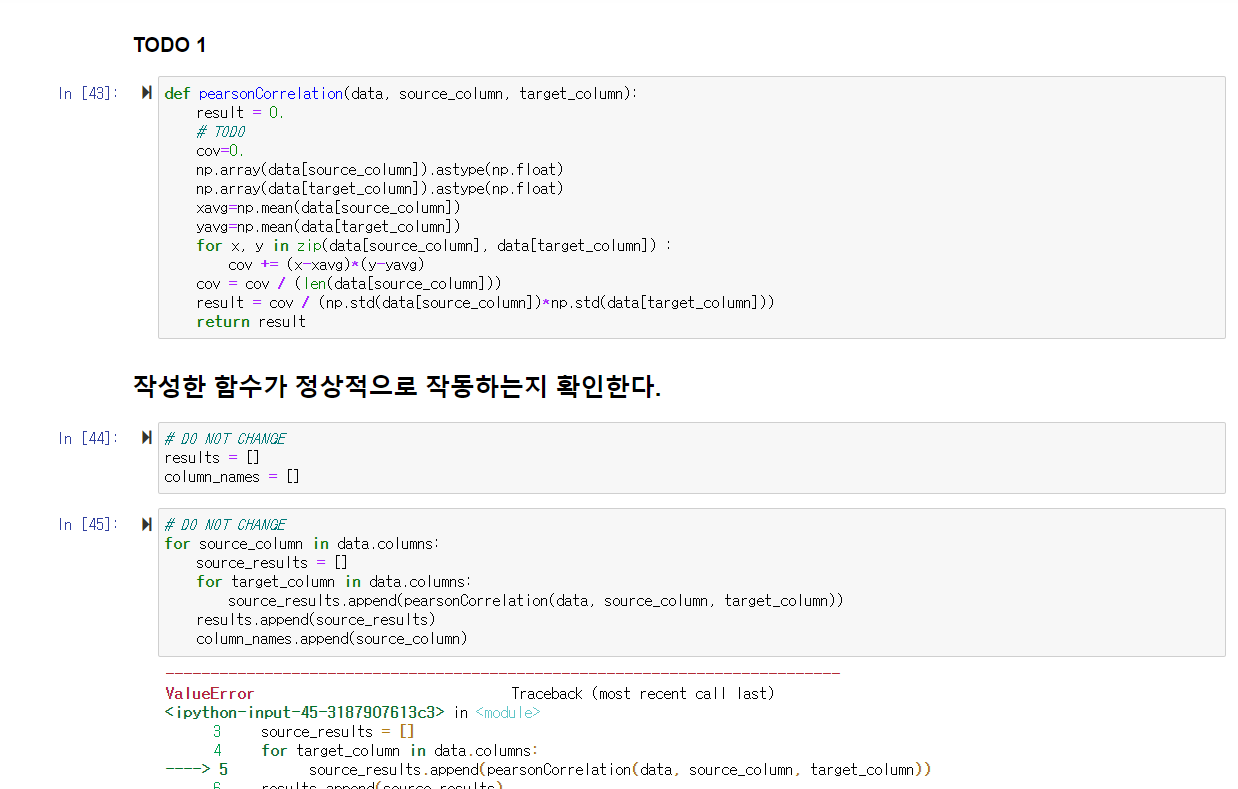 TODO 1
In [43]:
def pearsonCorrelation(data, source_column, target_column):
    result = 0.
    # TODO
    cov=0.
    np.array(data[source_column]).astype(np.float)
    np.array(data[target_column]).astype(np.float)
    xavg=np.mean(data[source_column])
    yavg=np.mean(data[target_column])
    for x, y in zip(data[source_column], data[target_column]) :
        cov += (x-xavg)*(y-yavg)
    cov = cov / (len(data[source_column]))
    result = cov / (np.std(data[source_column])*np.std(data[target_column]))
    return result
작성한 함수가 정상적으로 작동하는지 확인한다.
In [44]:
# DO NOT CHANGE
results = []
column_names = []
In [45]:
# DO NOT CHANGE
for source_column in data.columns:
    source_results = []
    for target_column in data.columns:
        source_results.append(pearsonCorrelation(data, source_column, target_column))
    results.append(source_results)
    column_names.append(source_column)
---------------------------------------------------------------------------
ValueError                                Traceback (most recent call last)
<ipython-input-45-3187907613c3> in <module>
      3     source_results = []
      4     for target_column in data.columns:
----> 5         source_results.append(pearsonCorrelation(data, source_column, target_column))
      6     results.append(source_results)